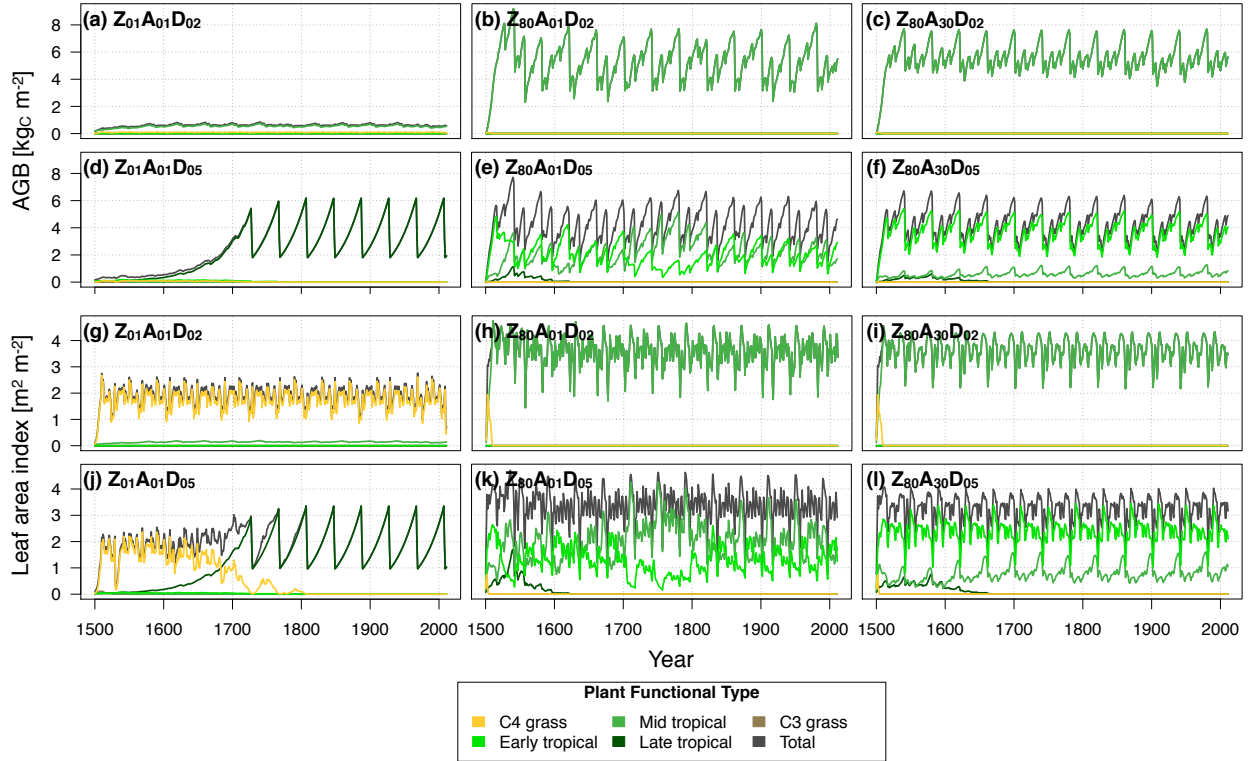 (a) Z01A01D02
(b) Z80A01D02
(c) Z80A30D02
8
6
4
2
0
AGB [kgC m-2]
(d) Z01A01D05
(e) Z80A01D05
(f) Z80A30D05
8
6
4
2
0
(g) Z01A01D02
(h) Z80A01D02
(i) Z80A30D02
4
3
2
1
0
Leaf area index [m2 m-2]
(j) Z01A01D05
(k) Z80A01D05
(l) Z80A30D05
4
3
2
1
0
1500 1600 1700 1800 1900 2000
1500 1600 1700 1800 1900 2000
1500 1600 1700 1800 1900 2000
Year
Plant Functional Type
C4 grass Mid tropical C3 grass
Early tropical Late tropical Total